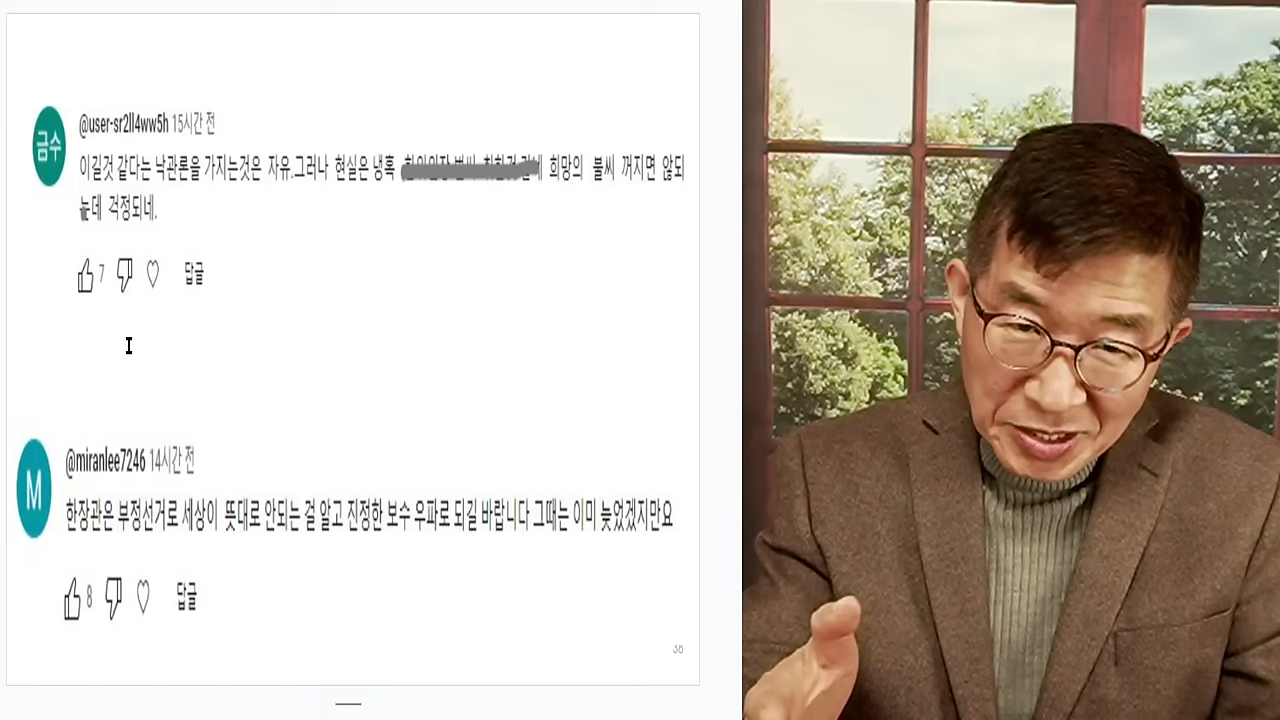 금수
@user-sr2ll4ww5h 15시간 전
이길것 같다는 낙관론을 가지는것은 자유.그러나 현실은 냉혹 희망의 불씨 꺼지면 않되
는데 걱정되네.
7 답글
M
@miranlee7246 14시간 전
한장관은 부정선거로 세상이 뜻대로 안되는 걸 알고 진정한 보수 우파로 되길 바랍니다 그때는 이미 늦었겠지만요
8 답글
38